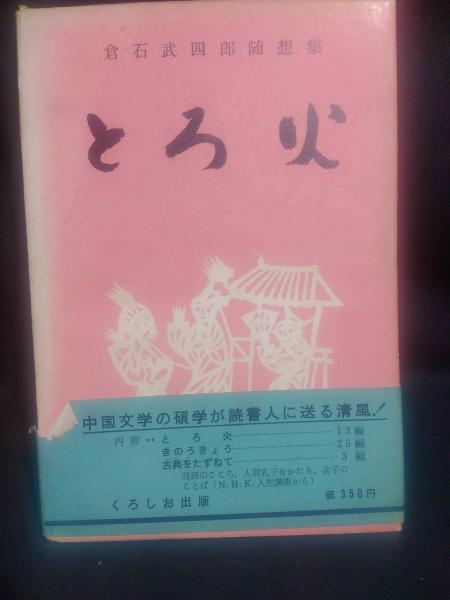 倉石武四郎随想集
とろ火
中国文学の碩学が読書人に送る清風！
内容・・とろ火………………13編
きのうきょう………………25編
古典をたずねて………………3編
詩経のこころ、人間孔子をかたる、孟子の
ことば（N.H.K.人生講座から）
くろしお出版 価350円